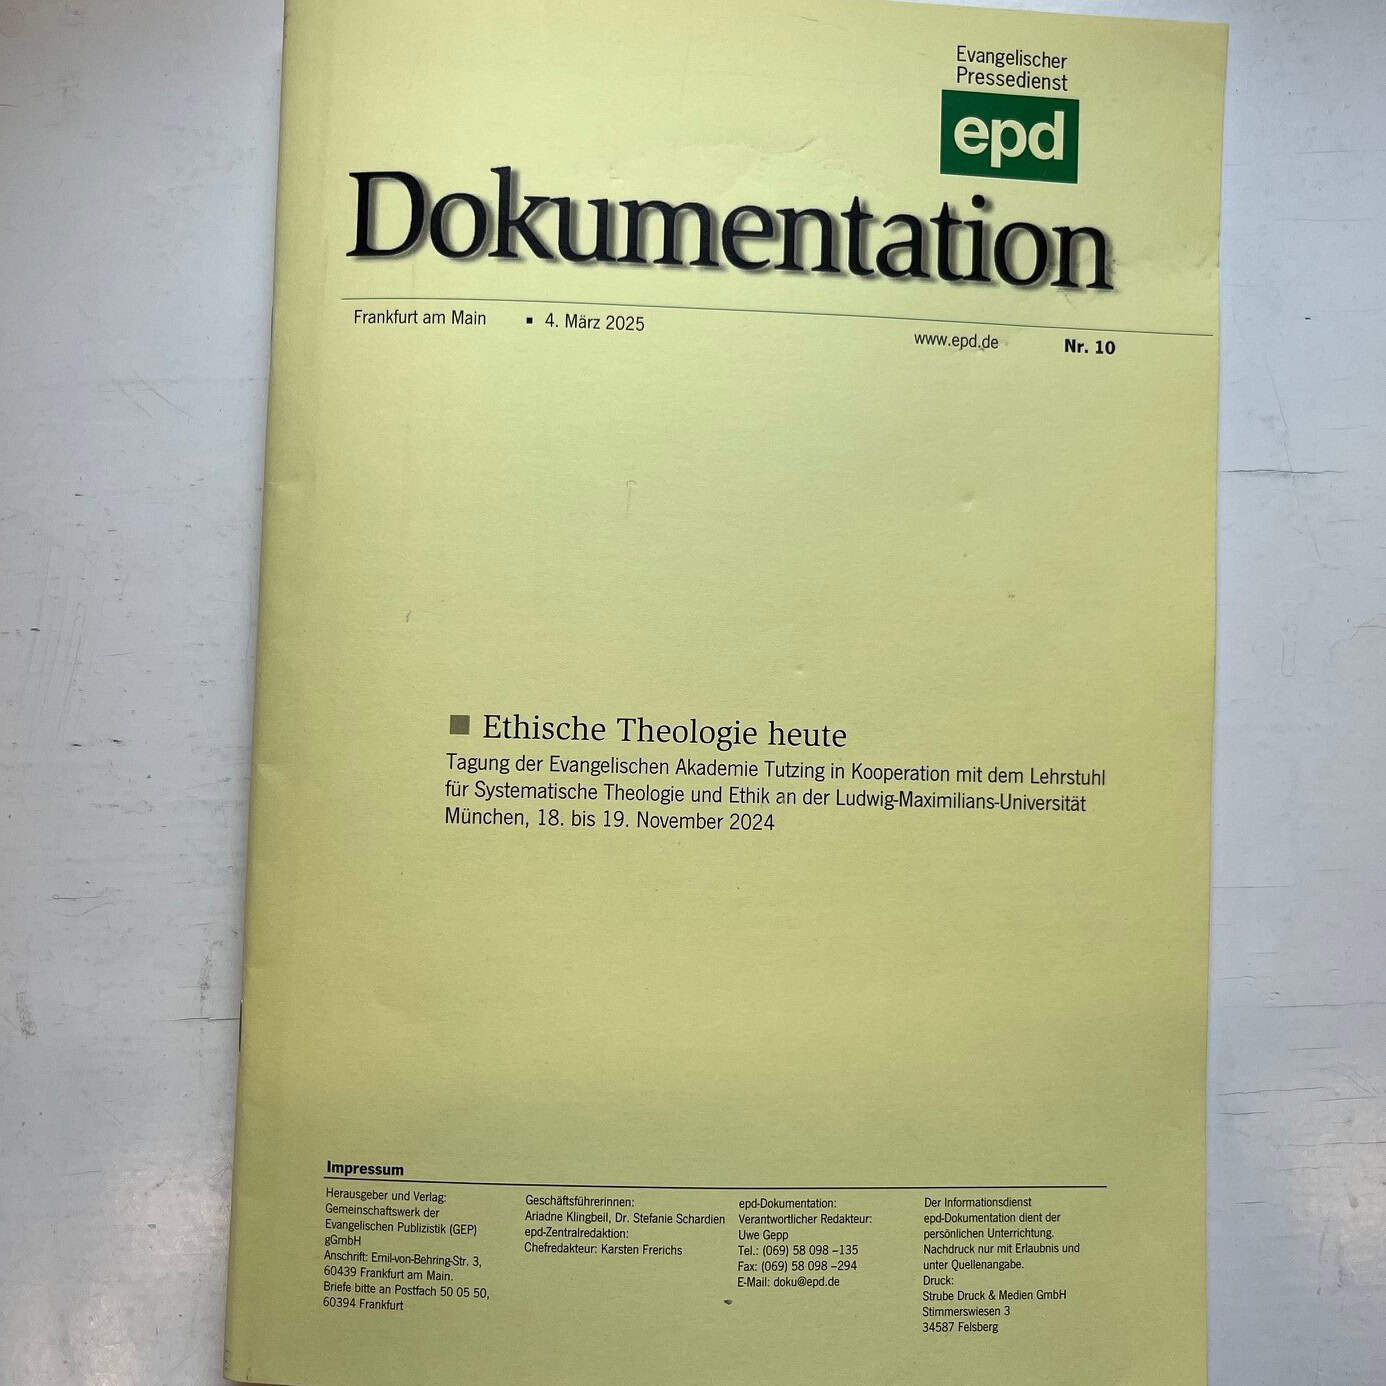 Evangelischer
Pressedienst
epd
Dokumentation
Frankfurt am Main ▪ 4. März 2025 www.epd.de Nr. 10
■ Ethische Theologie heute
Tagung der Evangelischen Akademie Tutzing in Kooperation mit dem Lehrstuhl
für Systematische Theologie und Ethik an der Ludwig-Maximilians-Universität
München, 18. bis 19. November 2024
Impressum
Herausgeber und Verlag:
Gemeinschaftswerk der
Evangelischen Publizistik (GEP)
gGmbH
Anschrift: Emil-von-Behring-Str. 3,
60439 Frankfurt am Main.
Briefe bitte an Postfach 50 05 50,
60394 Frankfurt
Geschäftsführerinnen:
Ariadne Klingbeil, Dr. Stefanie Schardien
epd-Zentralredaktion:
Chefredakteur: Karsten Frerichs
epd-Dokumentation:
Verantwortlicher Redakteur:
Uwe Gepp
Tel.: (069) 58 098 –135
Fax: (069) 58 098 –294
E-Mail: doku@epd.de
Der Informationsdienst
epd-Dokumentation dient der
persönlichen Unterrichtung.
Nachdruck nur mit Erlaubnis und
unter Quellenangabe.
Druck:
Strube Druck & Medien GmbH
Stimmerswiesen 3
34587 Felsberg